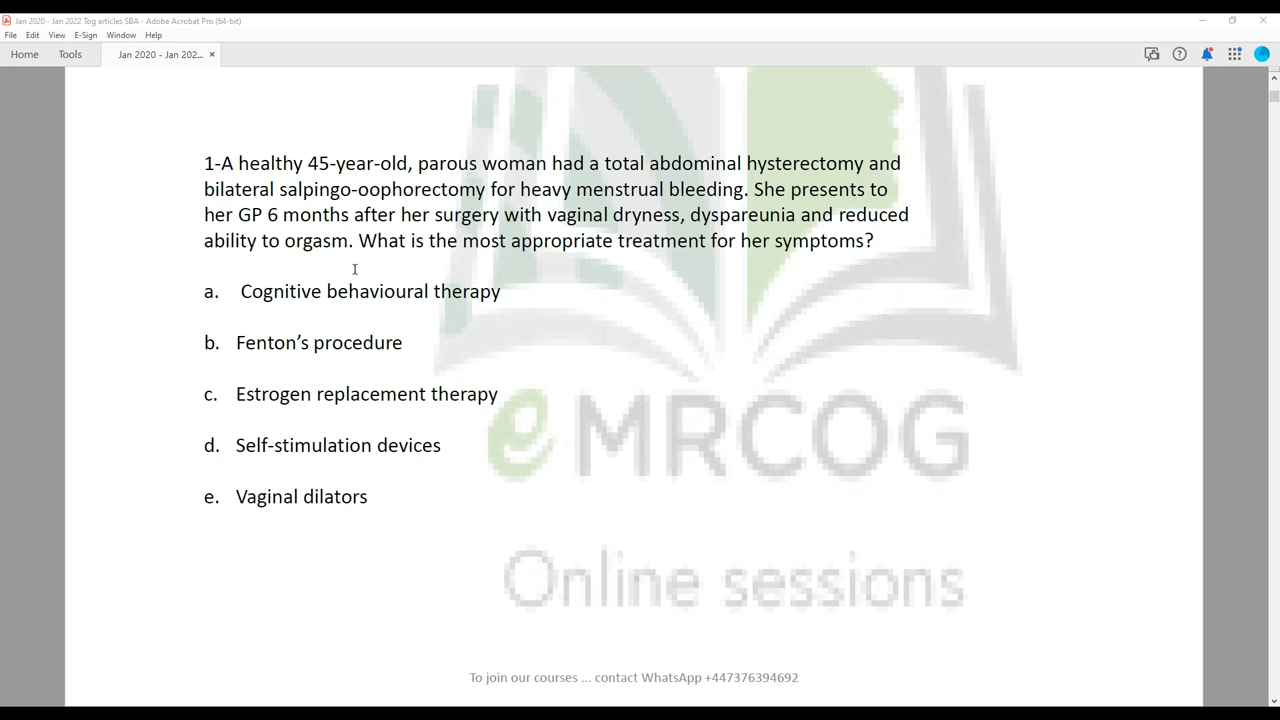 Jan 2020 - Jan 2022 Tog articles SBA - Adobe Acrobat Pro (64-bit)
File Edit View E-Sign Window Help
Home Tools Jan 2020 - Jan 202... ×
1-A healthy 45-year-old, parous woman had a total abdominal hysterectomy and
bilateral salpingo-oophorectomy for heavy menstrual bleeding. She presents to
her GP 6 months after her surgery with vaginal dryness, dyspareunia and reduced
ability to orgasm. What is the most appropriate treatment for her symptoms?
a. Cognitive behavioural therapy
b. Fenton’s procedure
c. Estrogen replacement therapy
d. Self-stimulation devices
e. Vaginal dilators
eMRCOG
Online sessions
To join our courses ... contact WhatsApp +447376394692